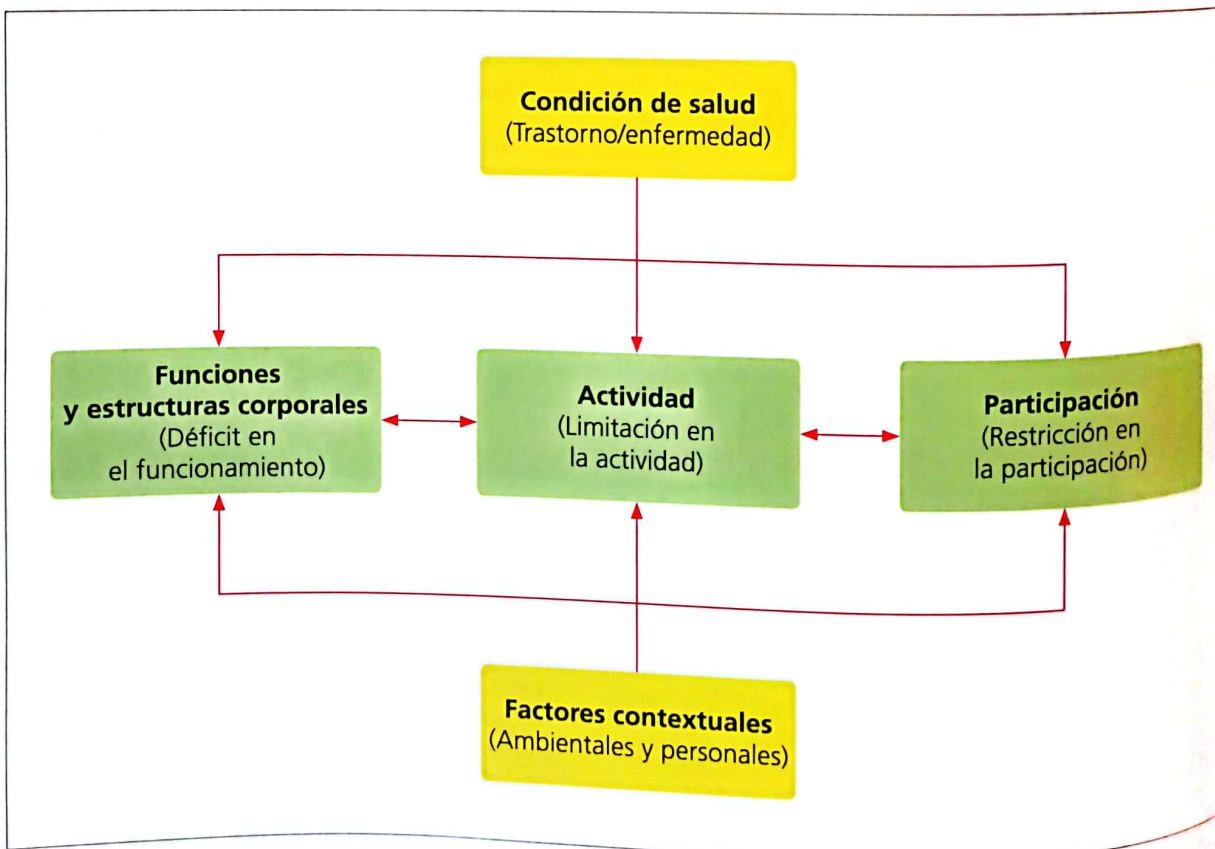 Condición de salud
(Trastorno/enfermedad)
Funciones
y estructuras corporales
(Déficit en
el funcionamiento)
Actividad
(Limitación en
la actividad)
Participación
(Restricción en
la participación)
Factores contextuales
(Ambientales y personales)